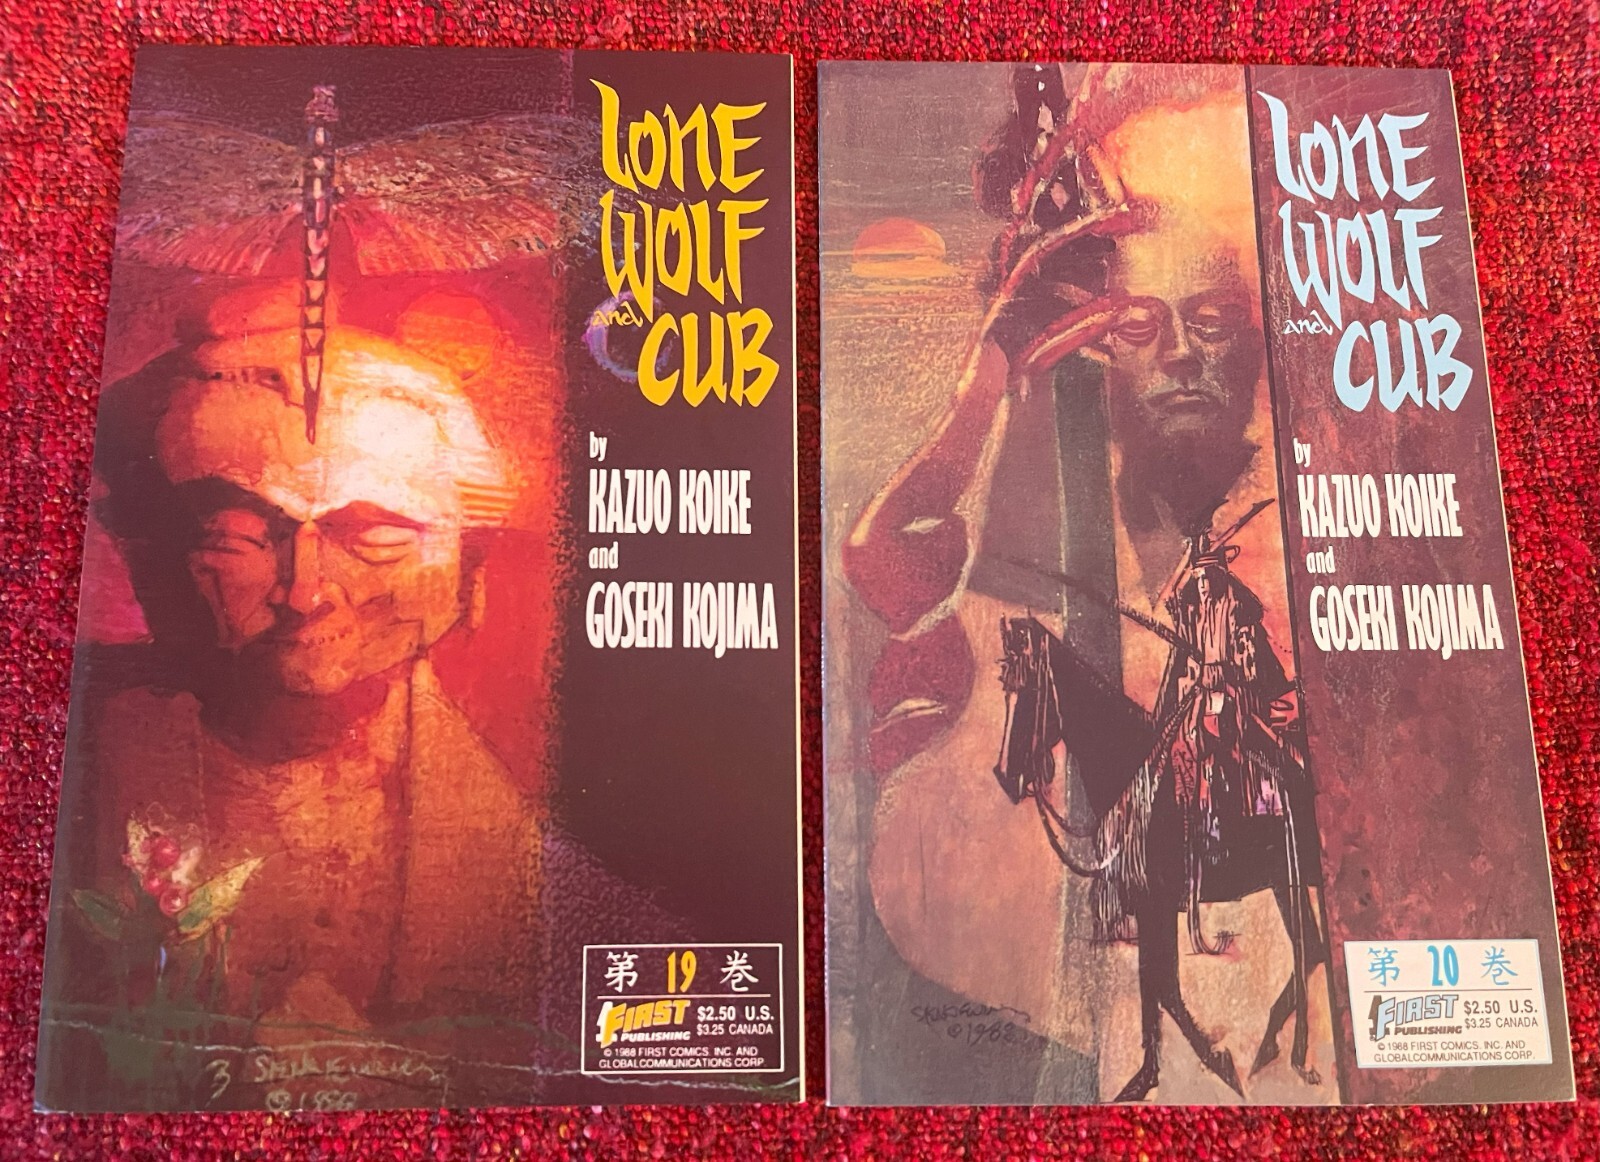 LONE
WOLF
and
CUB
by
KAZUO KOIKE
and
GOSEKI KOJIMA
第 19 巻
FIRST
PUBLISHING
$2.50 U.S.
$3.25 CANADA
© 1988 FIRST COMICS, INC. AND
GLOBALCOMMUNICATIONS CORP.
LONE
WOLF
and
CUB
by
KAZUO KOIKE
and
GOSEKI KOJIMA
© 1988
第 20 巻
FIRST
PUBLISHING
$2.50 U.S.
$3.25 CANADA
© 1988 FIRST COMICS, INC. AND
GLOBALCOMMUNICATIONS CORP.